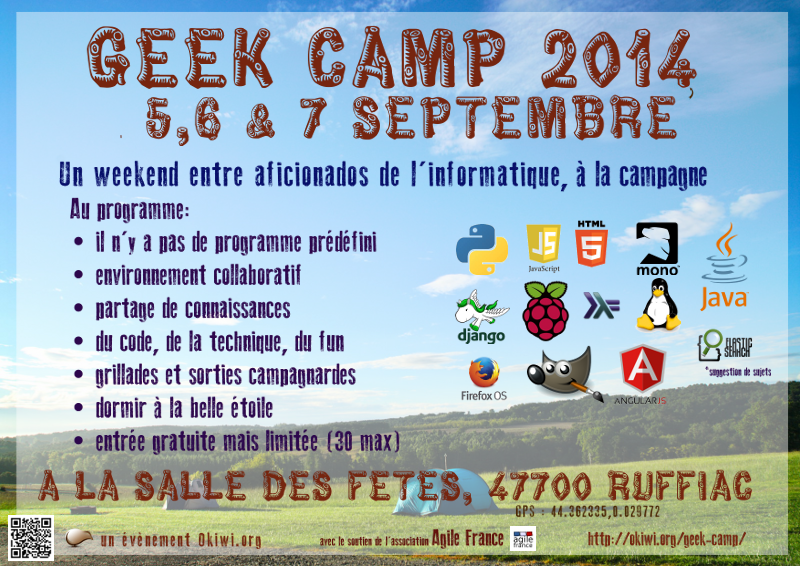 GEEK CAMP 2014
5,6 & 7 SEPTEMBRE
Un weekend entre aficionados de l'informatique, à la campagne
Au programme:
• il n'y a pas de programme prédéfini
• environnement collaboratif
• partage de connaissances
• du code, de la technique, du fun
• grillades et sorties campagnardes
• dormir à la belle étoile
• entrée gratuite mais limitée (30 max)
JS
JavaScript
HTML
5
mono
Java
django
elastic
search
Firefox OS
A
ANGULARJS
*suggestion de sujets
A LA SALLE DES FETES, 47700 RUFFIAC
GPS : 44.362335,0.029772
un évènement Okiwi.org
avec le soutien de l'association Agile France
agile
france
http://okiwi.org/geek-camp/